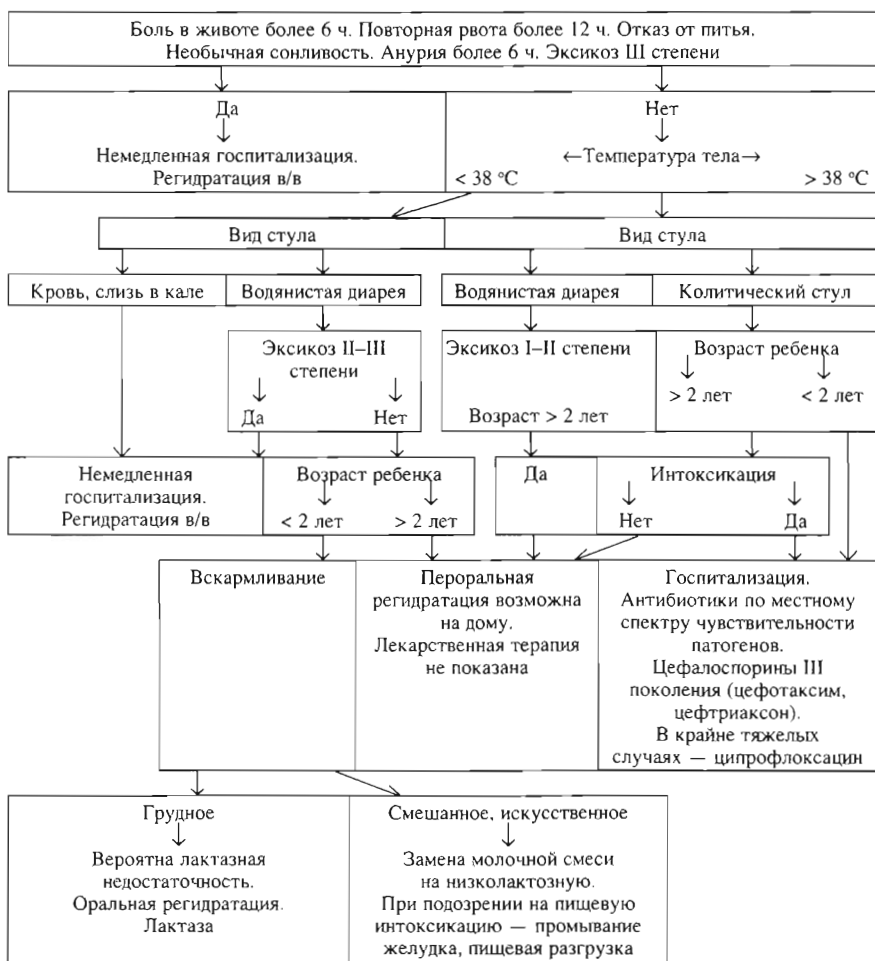 Боль в животе более 6 ч. Повторная рвота более 12 ч. Отказ от питья.
Необычная сонливость. Анурия более 6 ч. Эксикоз III степени
Да
Немедленная госпитализация.
Регидратация в/в
Нет
←Температура тела→
< 38 °C
> 38 °C
Вид стула
Вид стула
Кровь, слизь в кале
Водянистая диарея
Водянистая диарея
Колитический стул
Эксикоз II–III
степени
Да
Нет
Эксикоз I–II степени
Возраст > 2 лет
Возраст ребенка
> 2 лет
< 2 лет
Немедленная
госпитализация.
Регидратация в/в
Возраст ребенка
< 2 лет
> 2 лет
Да
Интоксикация
Нет
Да
Вскармливание
Пероральная
регидратация возможна
на дому.
Лекарственная терапия
не показана
Госпитализация.
Антибиотики по местному
спектру чувствительности
патогенов.
Цефалоспорины III
поколения (цефотаксим,
цефтриаксон).
В крайне тяжелых
случаях — ципрофлоксацин
Грудное
Вероятна лактазная
недостаточность.
Оральная регидратация.
Лактаза
Смешанное, искусственное
Замена молочной смеси
на низколактозную.
При подозрении на пищевую
интоксикацию — промывание
желудка, пищевая разгрузка